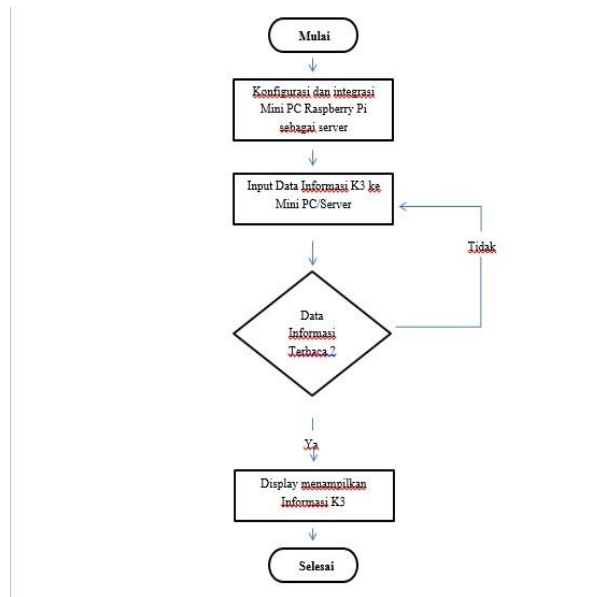 Mulai
Konfigurasi dan integrasi
Mini PC Raspberry Pi
sebagai server
Input Data Informasi K3 ke
Mini PC/Server
Tidak
Data
Informasi
Terbaca ?
Ya
Display menampilkan
Informasi K3
Selesai